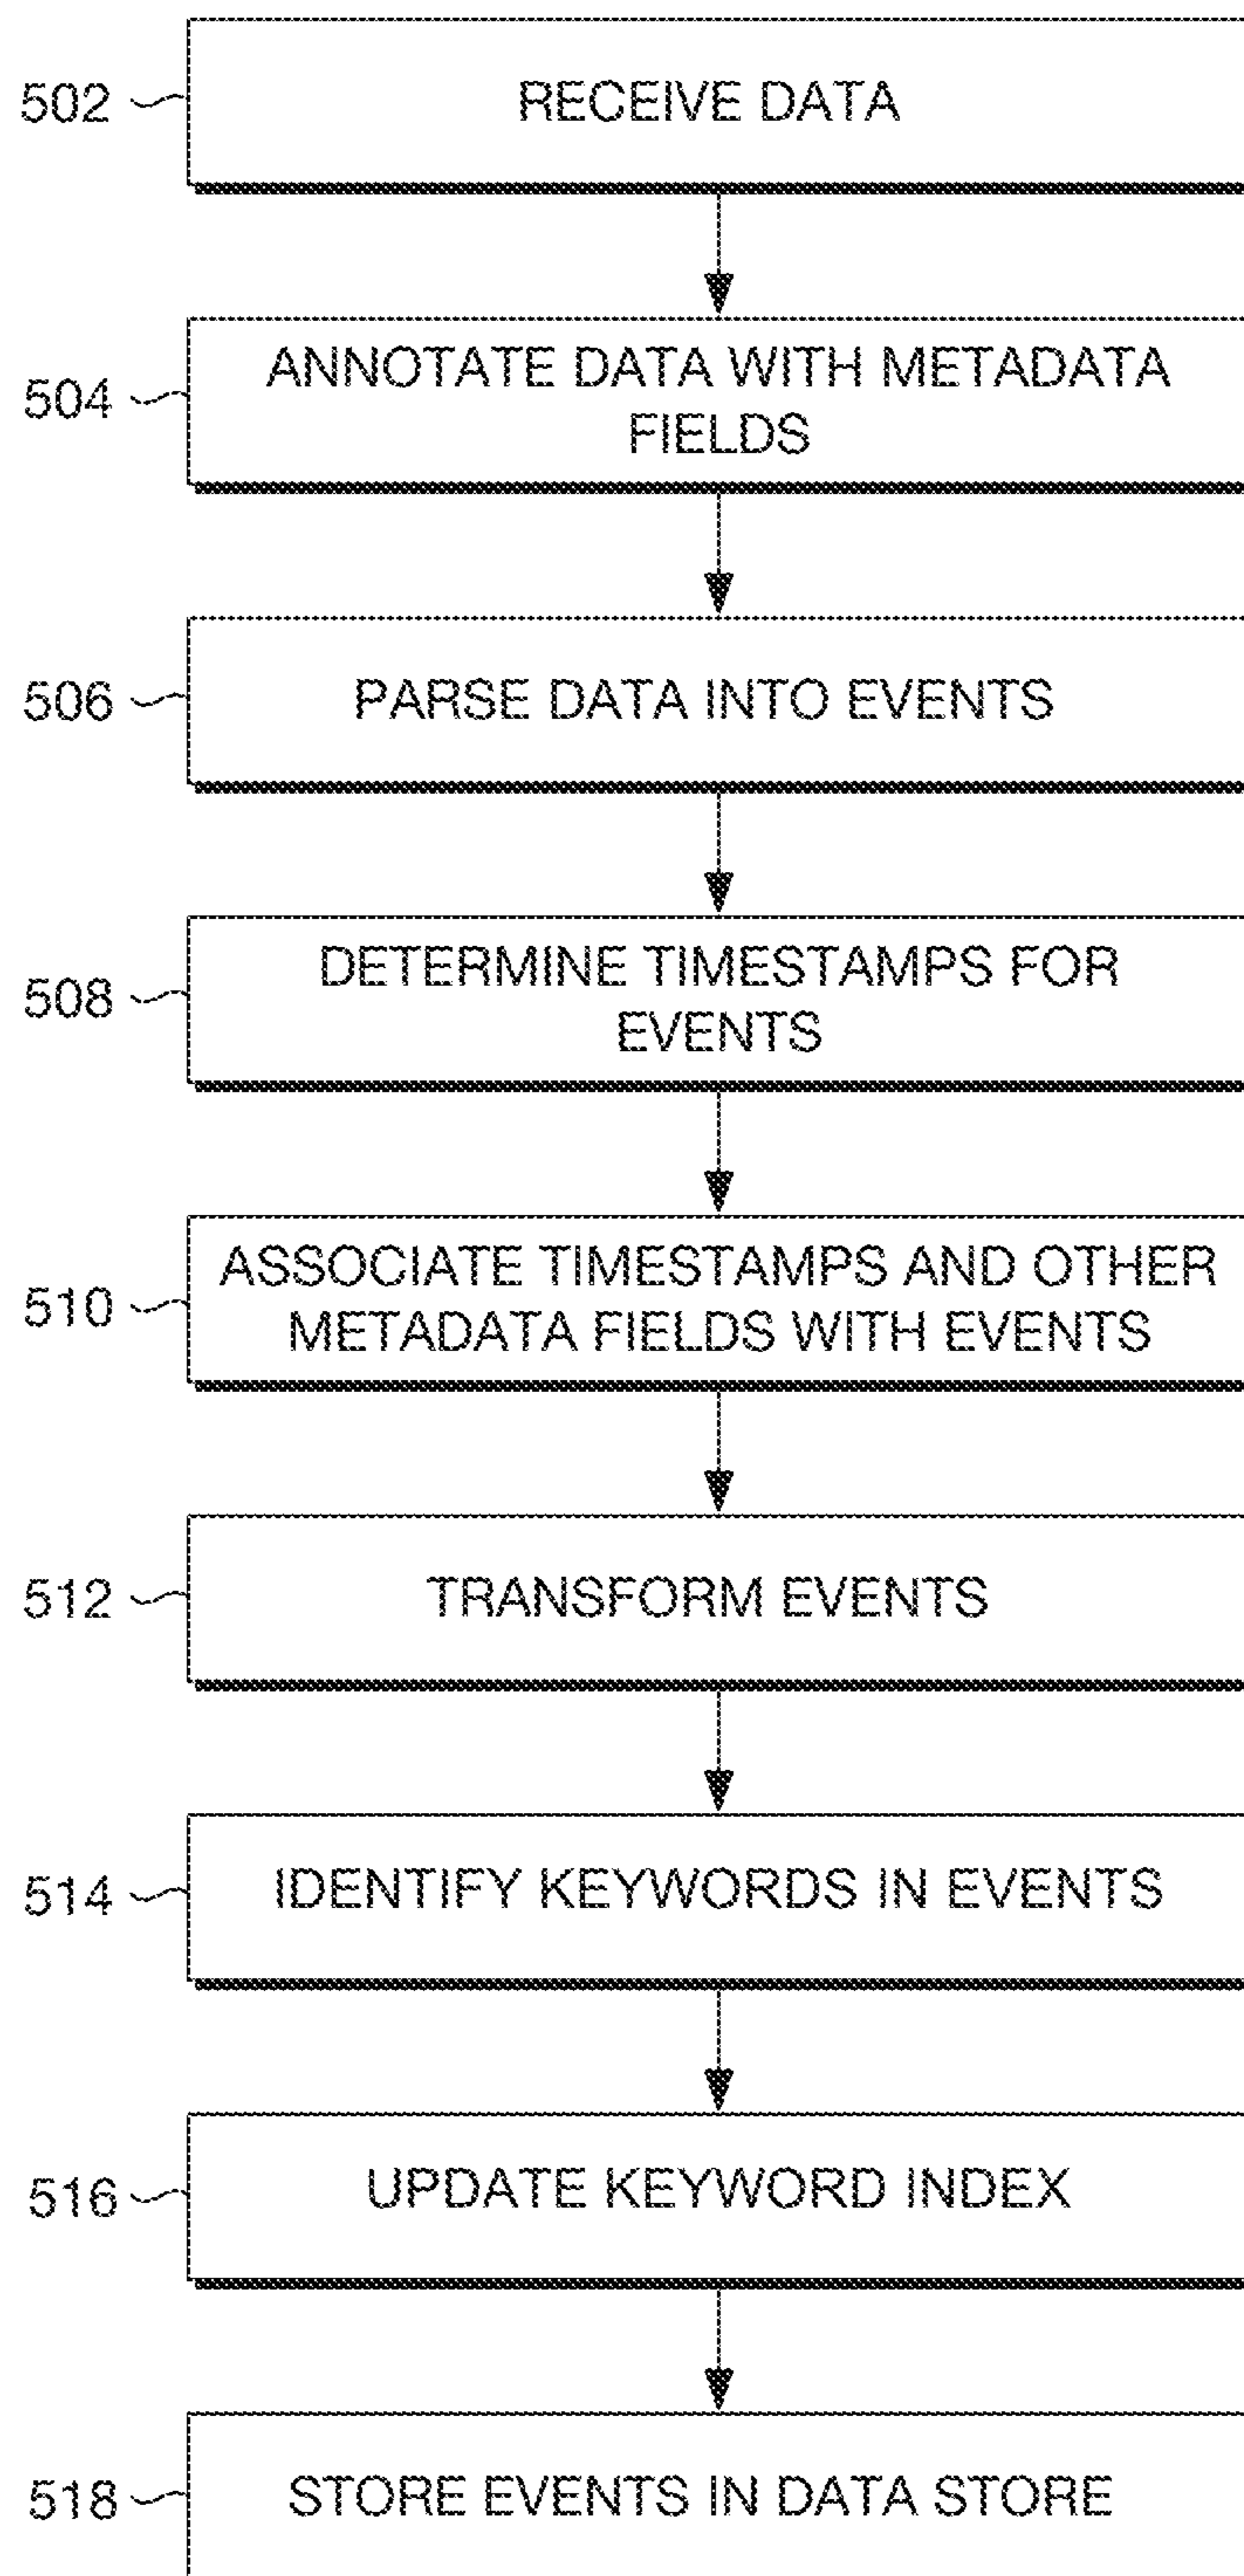 502
RECEIVE DATA
504
ANNOTATE DATA WITH METADATA
FIELDS
506
PARSE DATA INTO EVENTS
508
DETERMINE TIMESTAMPS FOR
EVENTS
510
ASSOCIATE TIMESTAMPS AND OTHER
METADATA FIELDS WITH EVENTS
512
TRANSFORM EVENTS
514
IDENTIFY KEYWORDS IN EVENTS
516
UPDATE KEYWORD INDEX
518
STORE EVENTS IN DATA STORE